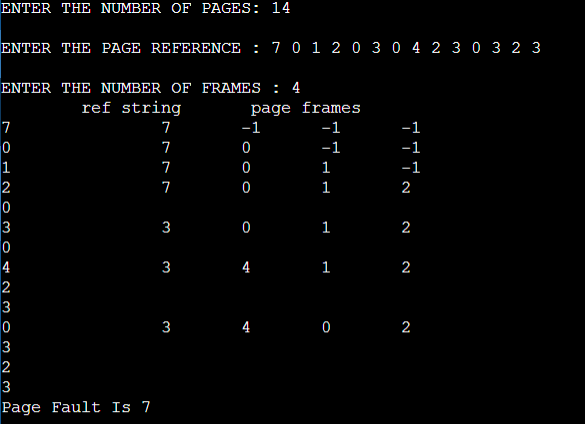 ENTER THE NUMBER OF PAGES: 14
ENTER THE PAGE REFERENCE : 7 0 1 2 0 3 0 4 2 3 0 3 2 3
ENTER THE NUMBER OF FRAMES : 4
ref string page frames
7 7 -1 -1 -1
0 7 0 -1 -1
1 7 0 1 -1
2 7 0 1 2
0
3 3 0 1 2
0
4 3 4 1 2
2
3
0 3 4 0 2
3
2
3
Page Fault Is 7